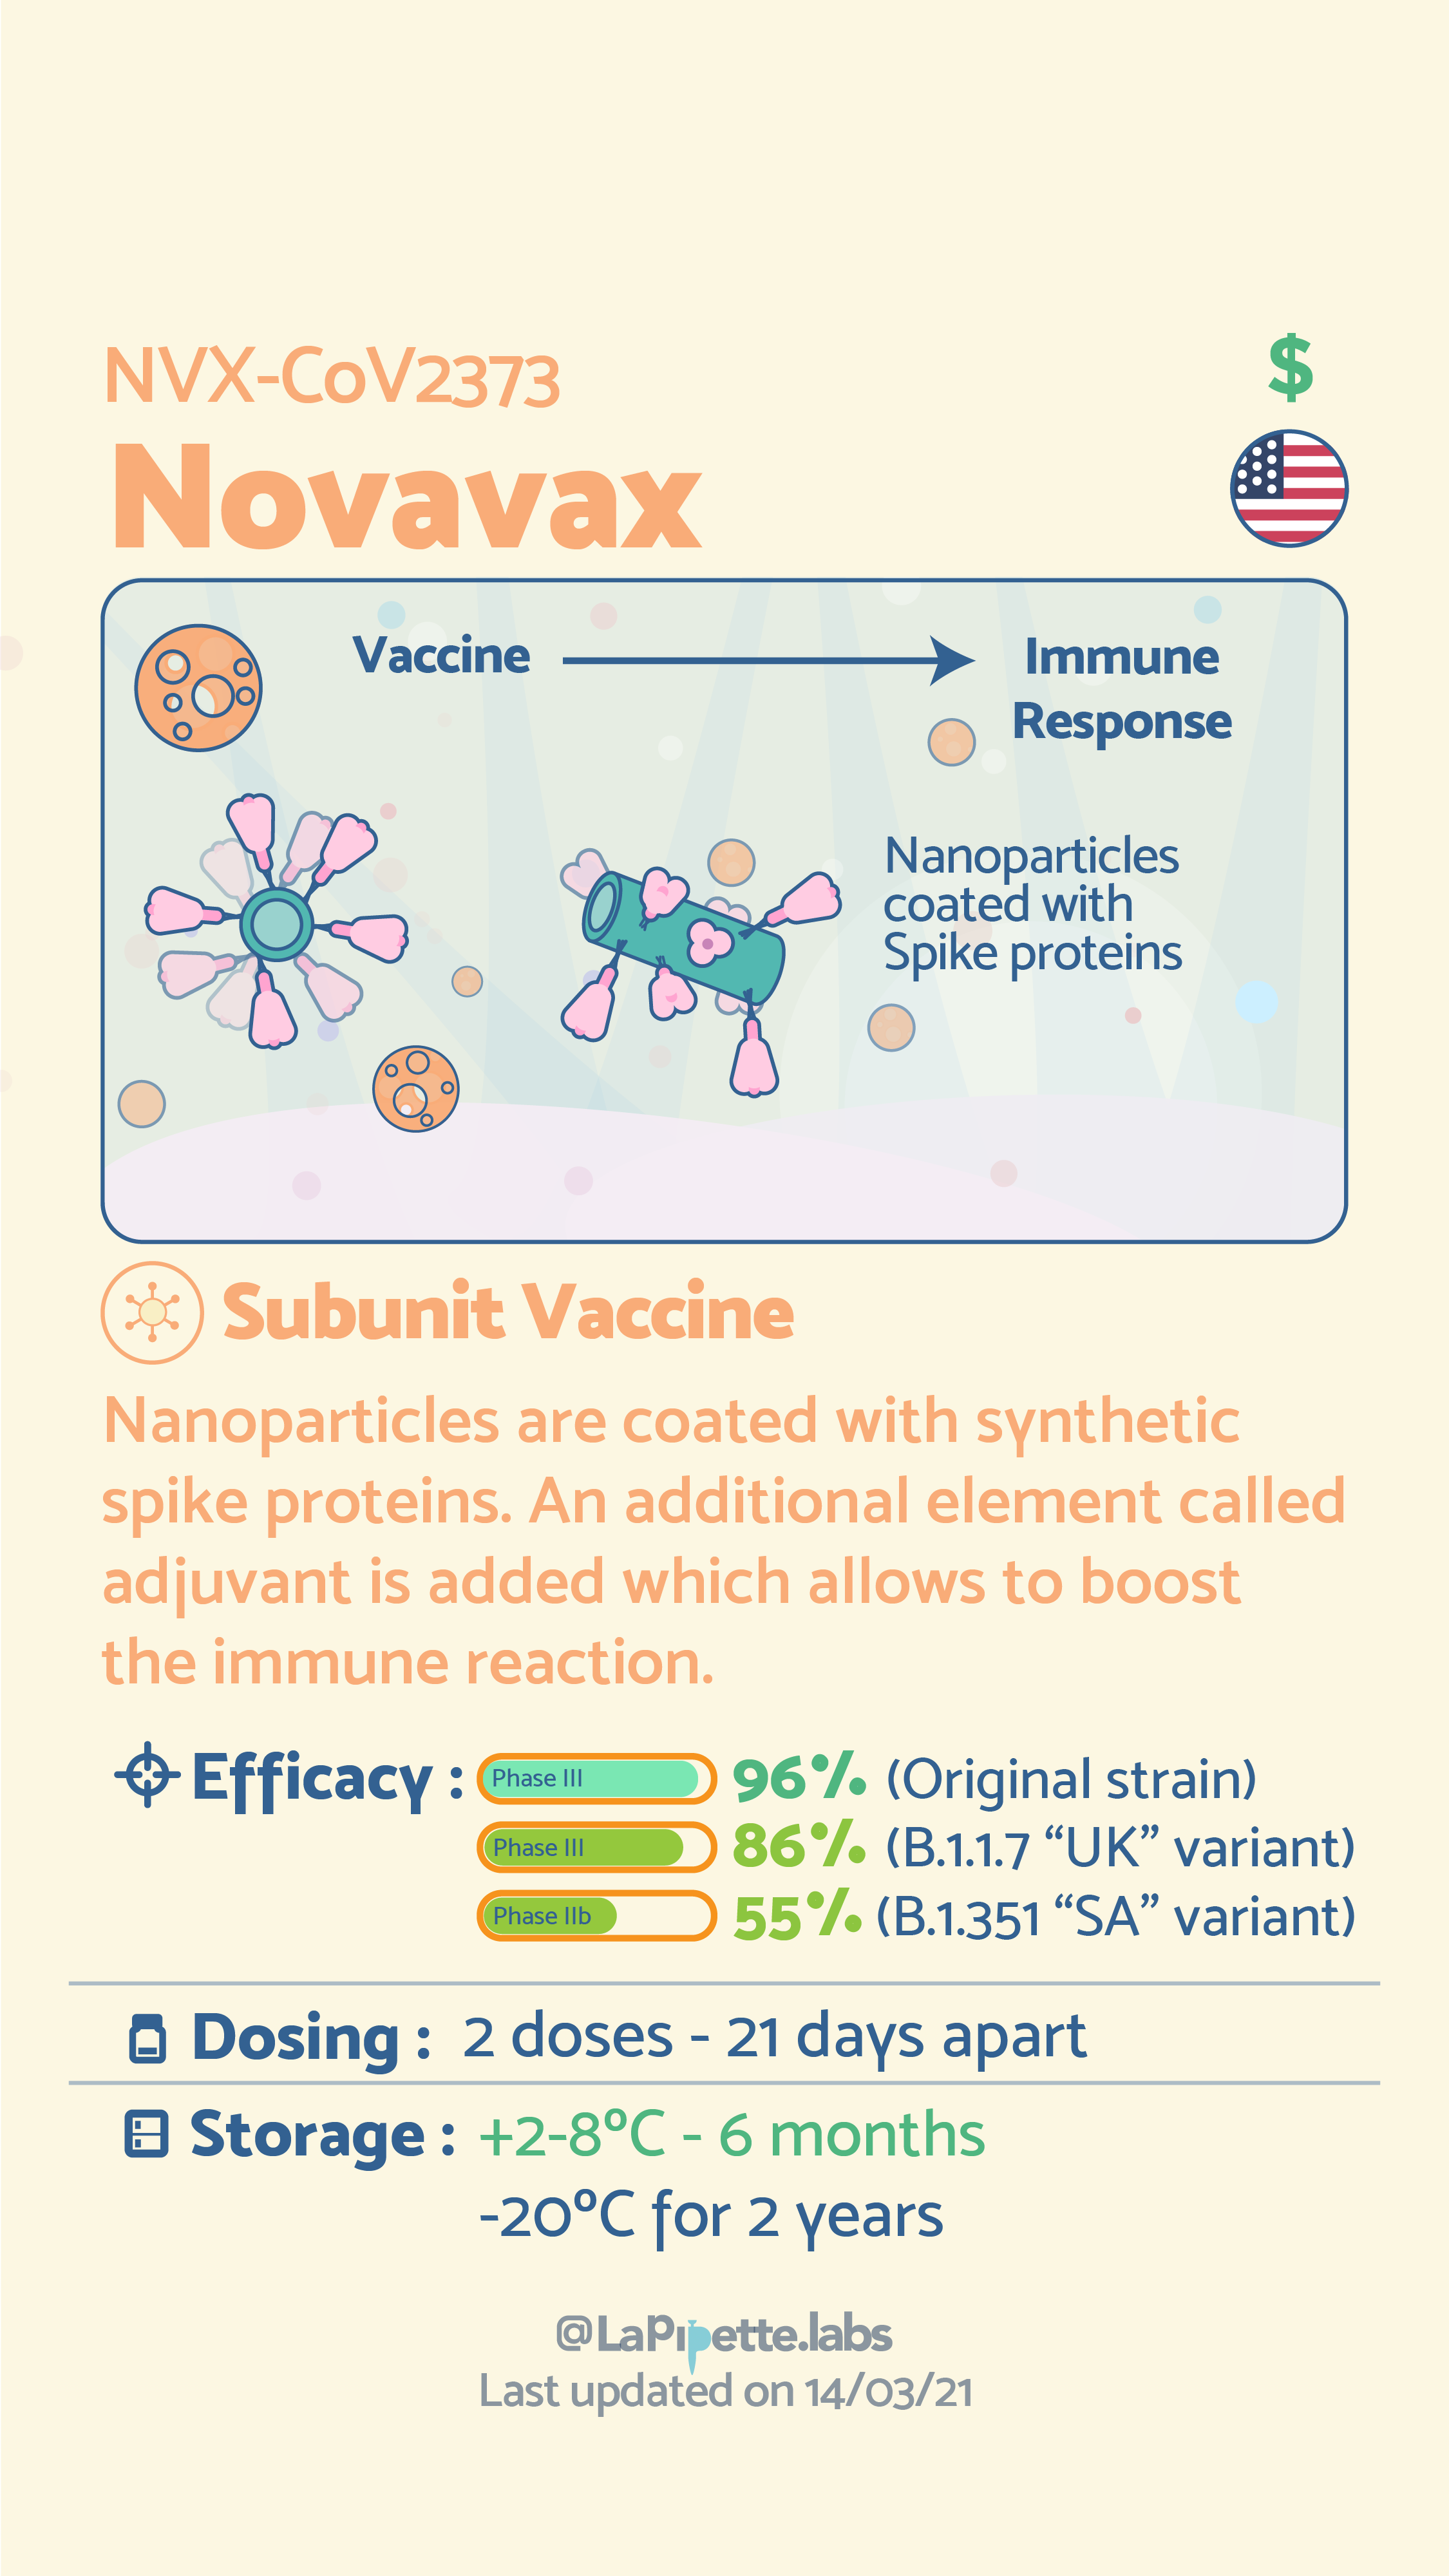 NVX-CoV2373
$
Novavax
Vaccine
Immune
Response
Nanoparticles
coated with
Spike proteins
Subunit Vaccine
Nanoparticles are coated with synthetic
spike proteins. An additional element called
adjuvant is added which allows to boost
the immune reaction.
Efficacy : Phase III 96% (Original strain)
Phase III 86% (B.1.1.7 “UK” variant)
Phase IIb 55% (B.1.351 “SA” variant)
Dosing : 2 doses - 21 days apart
Storage : +2-8ºC - 6 months
-20ºC for 2 years
@LaPipette.labs
Last updated on 14/03/21